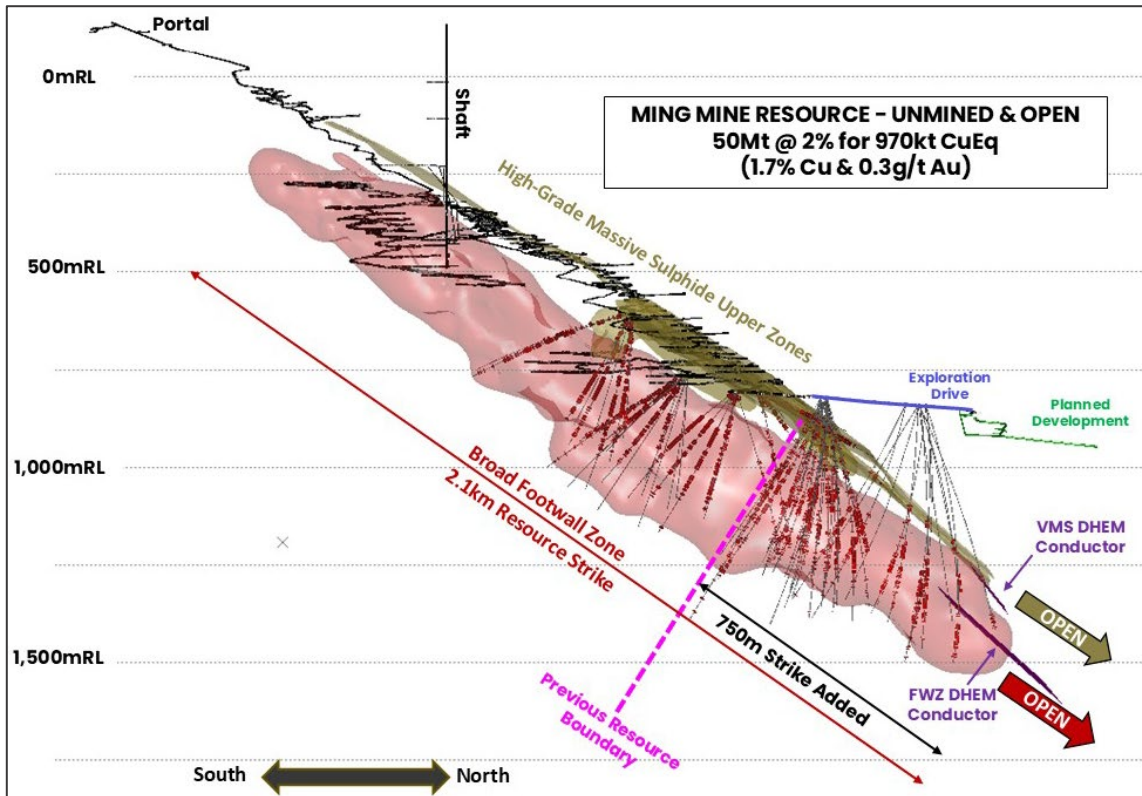 Portal
0mRL
Shaft
MING MINE RESOURCE - UNMINED & OPEN
50Mt @ 2% for 970kt CuEq
(1.7% Cu & 0.3g/t Au)
High-Grade Massive Sulphide Upper Zones
500mRL
Exploration
Drive
Planned
Development
1,000mRL
Broad Footwall Zone
2.1km Resource Strike
VMS DHEM
Conductor
OPEN
750m Strike Added
1,500mRL
FWZ DHEM
Conductor
OPEN
Previous Resource
Boundary
South
North